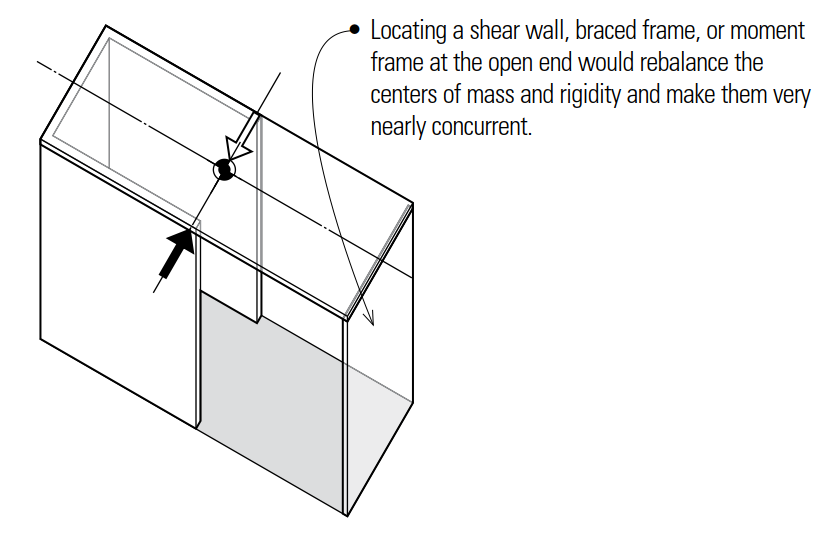 Locating a shear wall, braced frame, or moment
frame at the open end would rebalance the
centers of mass and rigidity and make them very
nearly concurrent.